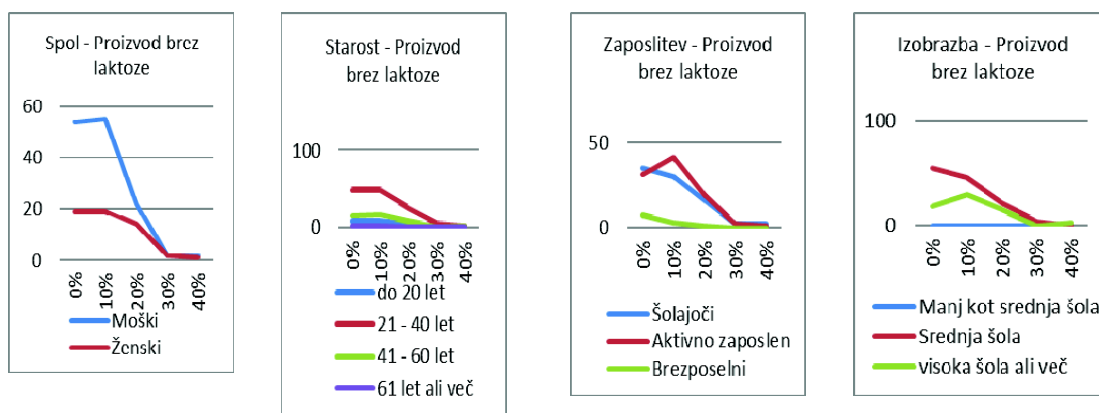 Spol - Proizvod brez
laktoze
60
40
20
0
0%
10%
20%
30%
40%
Moški
Ženski
Starost - Proizvod
brez laktoze
100
0
0%
10%
20%
30%
40%
do 20 let
21 - 40 let
41 - 60 let
61 let ali več
Zaposlitev - Proizvod
brez laktoze
50
0
0%
10%
20%
30%
40%
Šolajoči
Aktivno zaposlen
Brezposelni
Izobrazba - Proizvod
brez laktoze
100
0
0%
10%
20%
30%
40%
Manj kot srednja šola
Srednja šola
visoka šola ali več